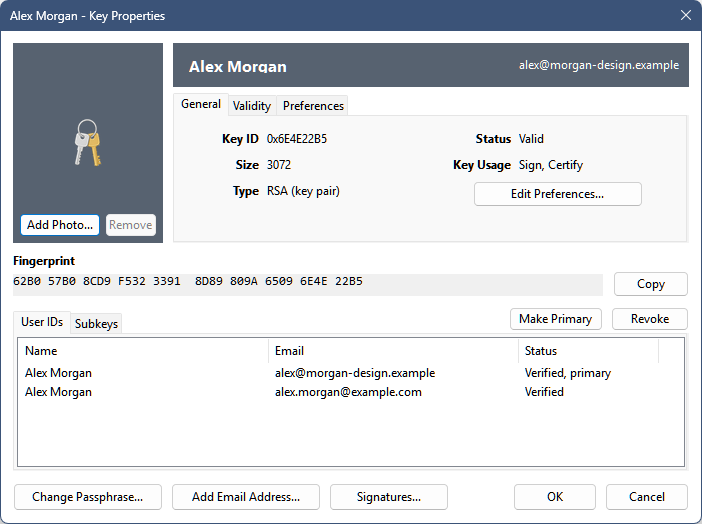 Alex Morgan - Key Properties
Alex Morgan
alex@morgan-design.example
General Validity Preferences
Key ID 0x6E4E22B5
Status Valid
Size 3072
Key Usage Sign, Certify
Type RSA (key pair)
Edit Preferences...
Add Photo... Remove
Fingerprint
62B0 57B0 8CD9 F532 3391  8D89 809A 6509 6E4E 22B5
Copy
User IDs Subkeys
Make Primary Revoke
Name Email Status
Alex Morgan alex@morgan-design.example Verified, primary
Alex Morgan alex.morgan@example.com Verified
Change Passphrase... Add Email Address... Signatures... OK Cancel